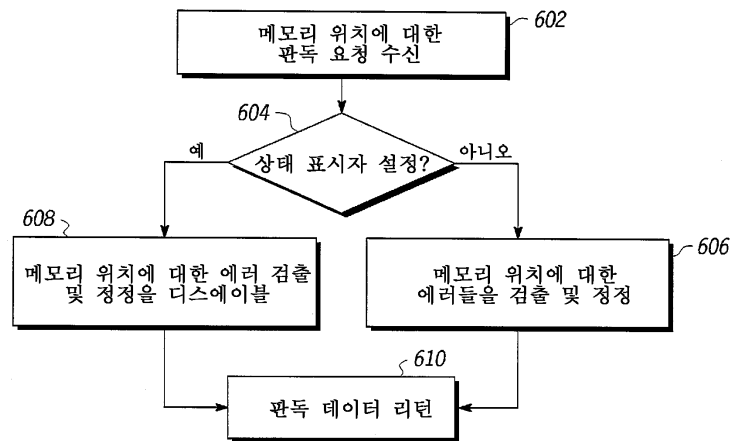 메모리 위치에 대한
판독 요청 수신
602
604
상태 표시자 설정?
예
아니오
608
메모리 위치에 대한 에러 검출
및 정정을 디스에이블
606
메모리 위치에 대한
에러들을 검출 및 정정
610
판독 데이터 리턴